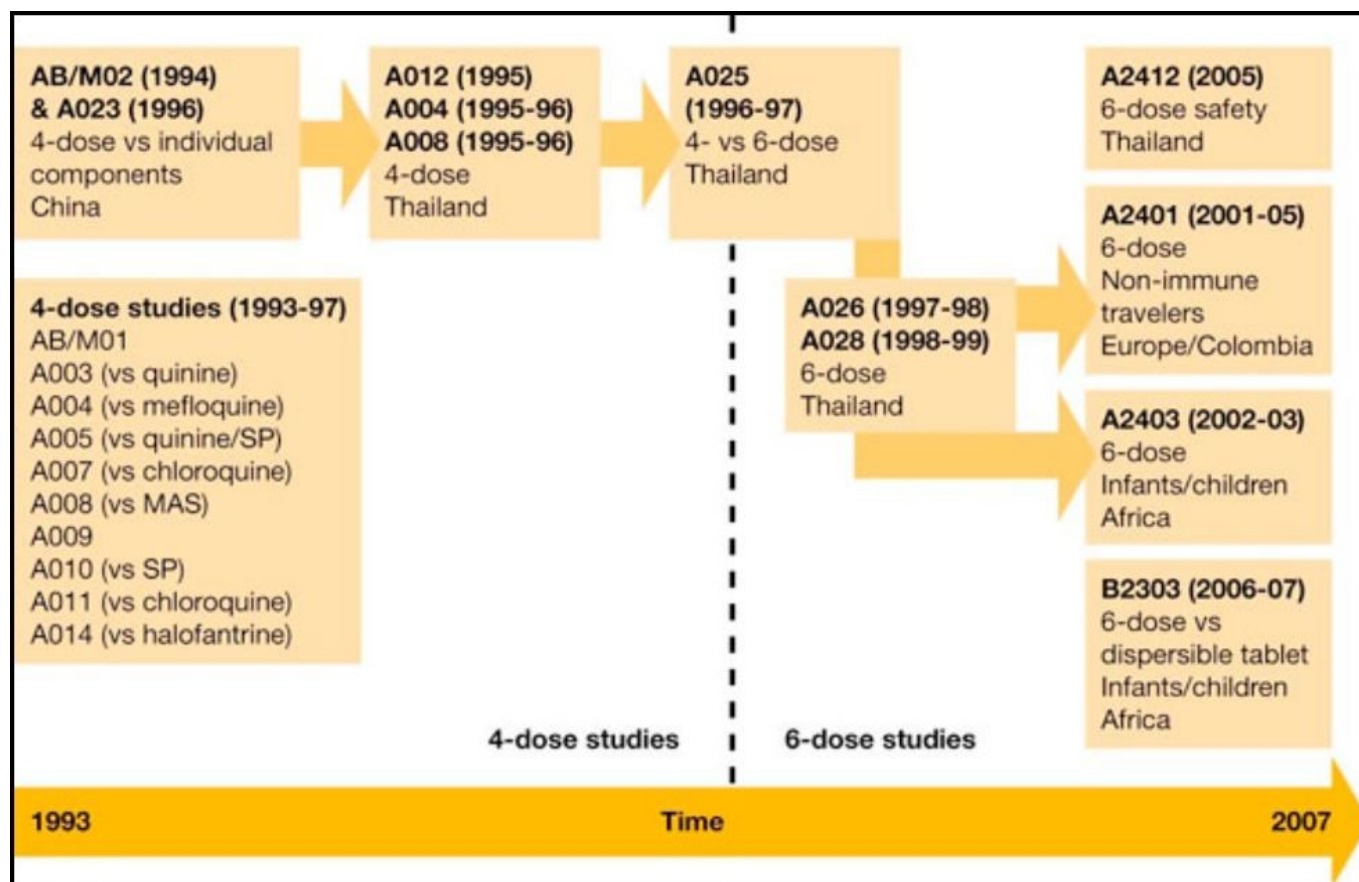 AB/M02 (1994)
& A023 (1996)
4-dose vs individual
components
China
A012 (1995)
A004 (1995-96)
A008 (1995-96)
4-dose
Thailand
A025
(1996-97)
4- vs 6-dose
Thailand
A2412 (2005)
6-dose safety
Thailand
A2401 (2001-05)
6-dose
Non-immune
travelers
Europe/Colombia
4-dose studies (1993-97)
AB/M01
A003 (vs quinine)
A004 (vs mefloquine)
A005 (vs quinine/SP)
A007 (vs chloroquine)
A008 (vs MAS)
A009
A010 (vs SP)
A011 (vs chloroquine)
A014 (vs halofantrine)
A026 (1997-98)
A028 (1998-99)
6-dose
Thailand
A2403 (2002-03)
6-dose
Infants/children
Africa
B2303 (2006-07)
6-dose vs
dispersible tablet
Infants/children
Africa
4-dose studies
6-dose studies
1993
Time
2007